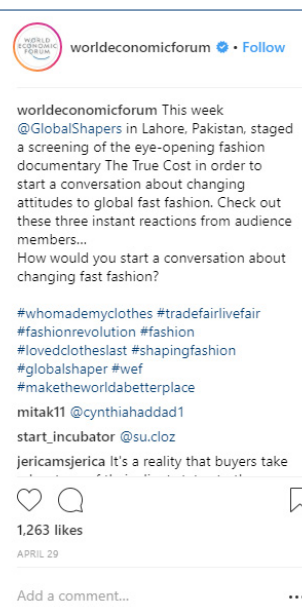 WORLD
ECONOMIC
FORUM
worldeconomicforum • Follow
worldeconomicforum This week
@GlobalShapers in Lahore, Pakistan, staged
a screening of the eye-opening fashion
documentary The True Cost in order to
start a conversation about changing
attitudes to global fast fashion. Check out
these three instant reactions from audience
members...
How would you start a conversation about
changing fast fashion?
#whomademyclothes #tradefairlivefair
#fashionrevolution #fashion
#lovedclotheslast #shapingfashion
#globalshaper #wef
#maketheworldabetterplace
mitak11 @cynthiahaddad1
start_incubator @su.cloz
jericamsjerica It's a reality that buyers take
1,263 likes
APRIL 29
Add a comment...